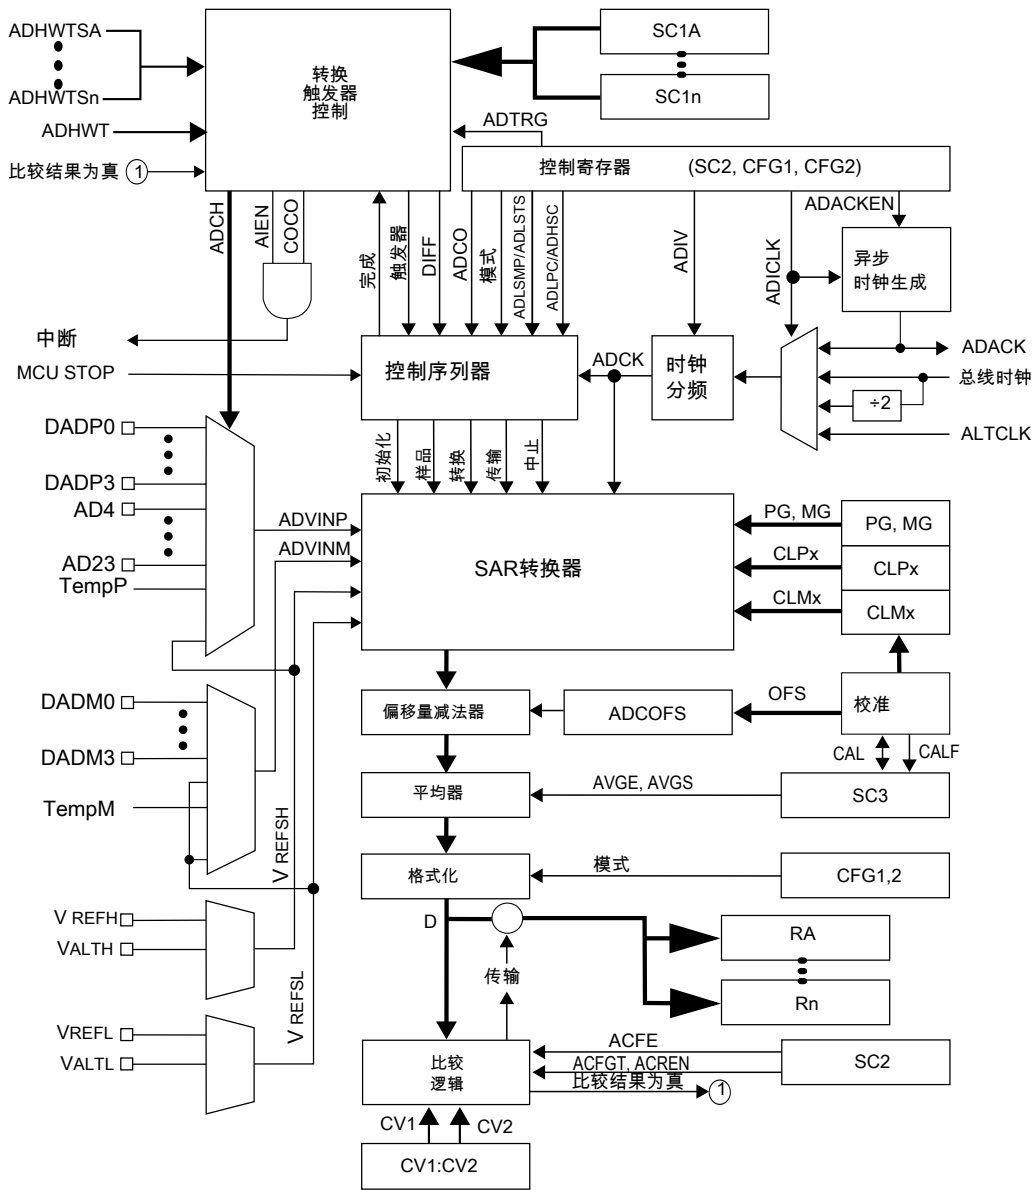 ADHWTSA
ADHWTSn
ADHWT
比较结果为真 1
转换
触发器
控制
SC1A
SC1n
ADTRG
控制寄存器 (SC2, CFG1, CFG2)
ADCH
AIEN
COCO
完成
触发器
DIFF
ADCO
模式
ADLSMP/ADLSTS
ADLPC/ADHSC
ADIV
ADICLK
ADACKEN
异步
时钟生成
中断
MCU STOP
控制序列器
ADCK
时钟
分频
ADACK
总线时钟
÷2
ALTCLK
初始化
样品
转换
传输
中止
DADP0
DADP3
AD4
AD23
TempP
ADVINP
ADVINM
SAR转换器
PG, MG
PG, MG
CLPx
CLPx
CLMx
CLMx
DADM0
DADM3
TempM
偏移量减法器
ADCOFS
OFS
校准
CAL
CALF
平均器
AVGE, AVGS
SC3
格式化
模式
CFG1,2
V REFSH
V REFSL
V REFH
VALTH
VREFL
VALTL
D
传输
RA
Rn
比较
逻辑
ACFE
ACFGT, ACREN
比较结果为真
1
SC2
CV1
CV2
CV1:CV2